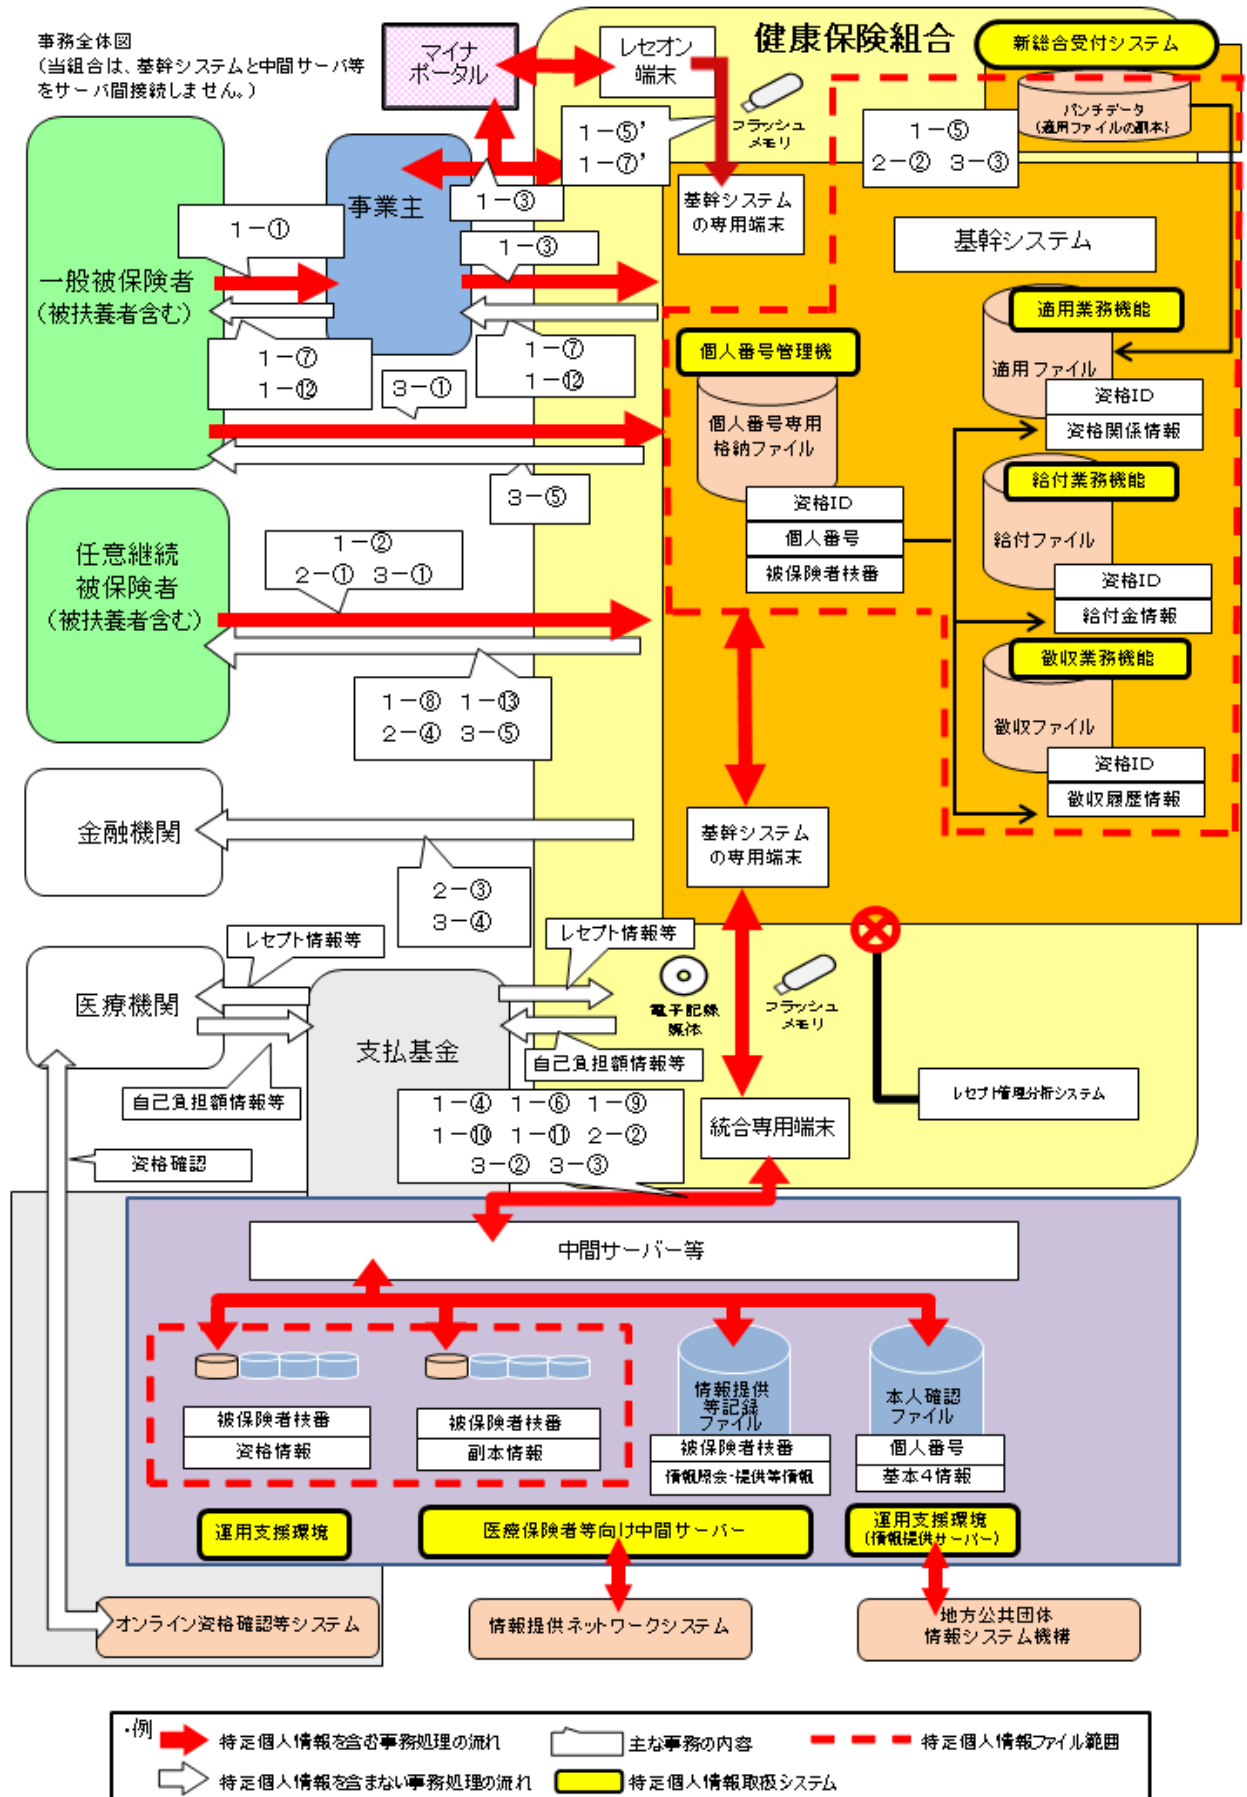 事務全体図
（当組合は、基幹システムと中間サーバ等
をサーバ間接続しません。）
マイナ
ポータル
レセオン
端末
健康保険組合
新総合受付システム
フラッシュ
メモリ
パンチデータ
(適用ファイルの副本)
1－⑤’
1－⑦’
1－⑤
2－② 3－③
事業主
1－③
1－①
1－③
基幹システム
の専用端末
基幹システム
一般被保険者
（被扶養者含む）
適用業務機能
適用ファイル
資格ID
資格関係情報
個人番号管理機
個人番号専用
格納ファイル
1－⑦
1－⑫
1－⑦
1－⑫
3－①
3－⑤
資格ID
個人番号
被保険者枝番
給付業務機能
給付ファイル
資格ID
給付金情報
任意継続
被保険者
（被扶養者含む）
1－②
2－① 3－①
1－⑧ 1－⑬
2－④ 3－⑤
徴収業務機能
徴収ファイル
資格ID
徴収履歴情報
金融機関
基幹システム
の専用端末
2－③
3－④
レセプト情報等
レセプト情報等
医療機関
支払基金
電子記録
媒体
フラッシュ
メモリ
自己負担額情報等
自己負担額情報等
レセプト管理分析システム
1－④ 1－⑥ 1－⑨
1－⑩ 1－⑪ 2－②
3－② 3－③
統合専用端末
資格確認
中間サーバー等
被保険者枝番
資格情報
被保険者枝番
副本情報
情報提供
等記録
ファイル
被保険者枝番
情報照会・提供等情報
本人確認
ファイル
個人番号
基本4情報
運用支援環境
医療保険者等向け中間サーバー
運用支援環境
(情報提供サーバー)
オンライン資格確認等システム
情報提供ネットワークシステム
地方公共団体
情報システム機構
・例
特定個人情報を含む事務処理の流れ
主な事務の内容
特定個人情報ファイル範囲
特定個人情報を含まない事務処理の流れ
特定個人情報取扱システム